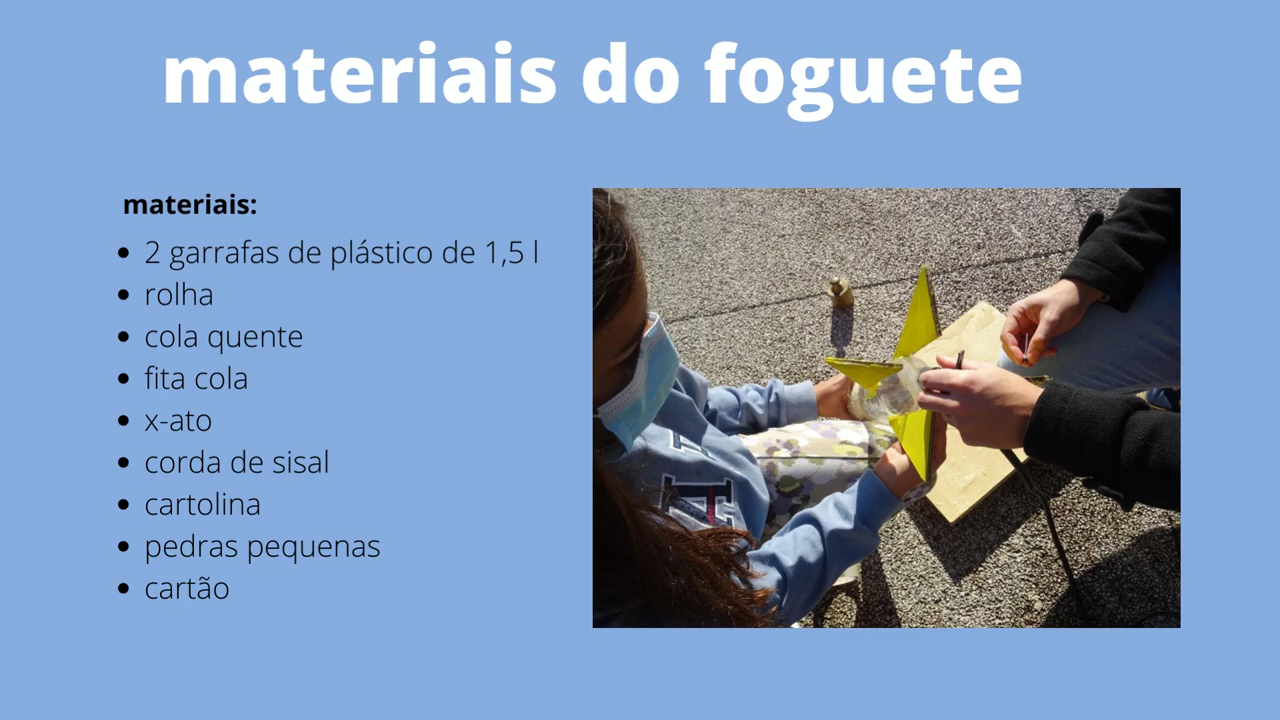 materiais do foguete
materiais:
2 garrafas de plástico de 1,5 l
rolha
cola quente
fita cola
x-ato
corda de sisal
cartolina
pedras pequenas
cartão